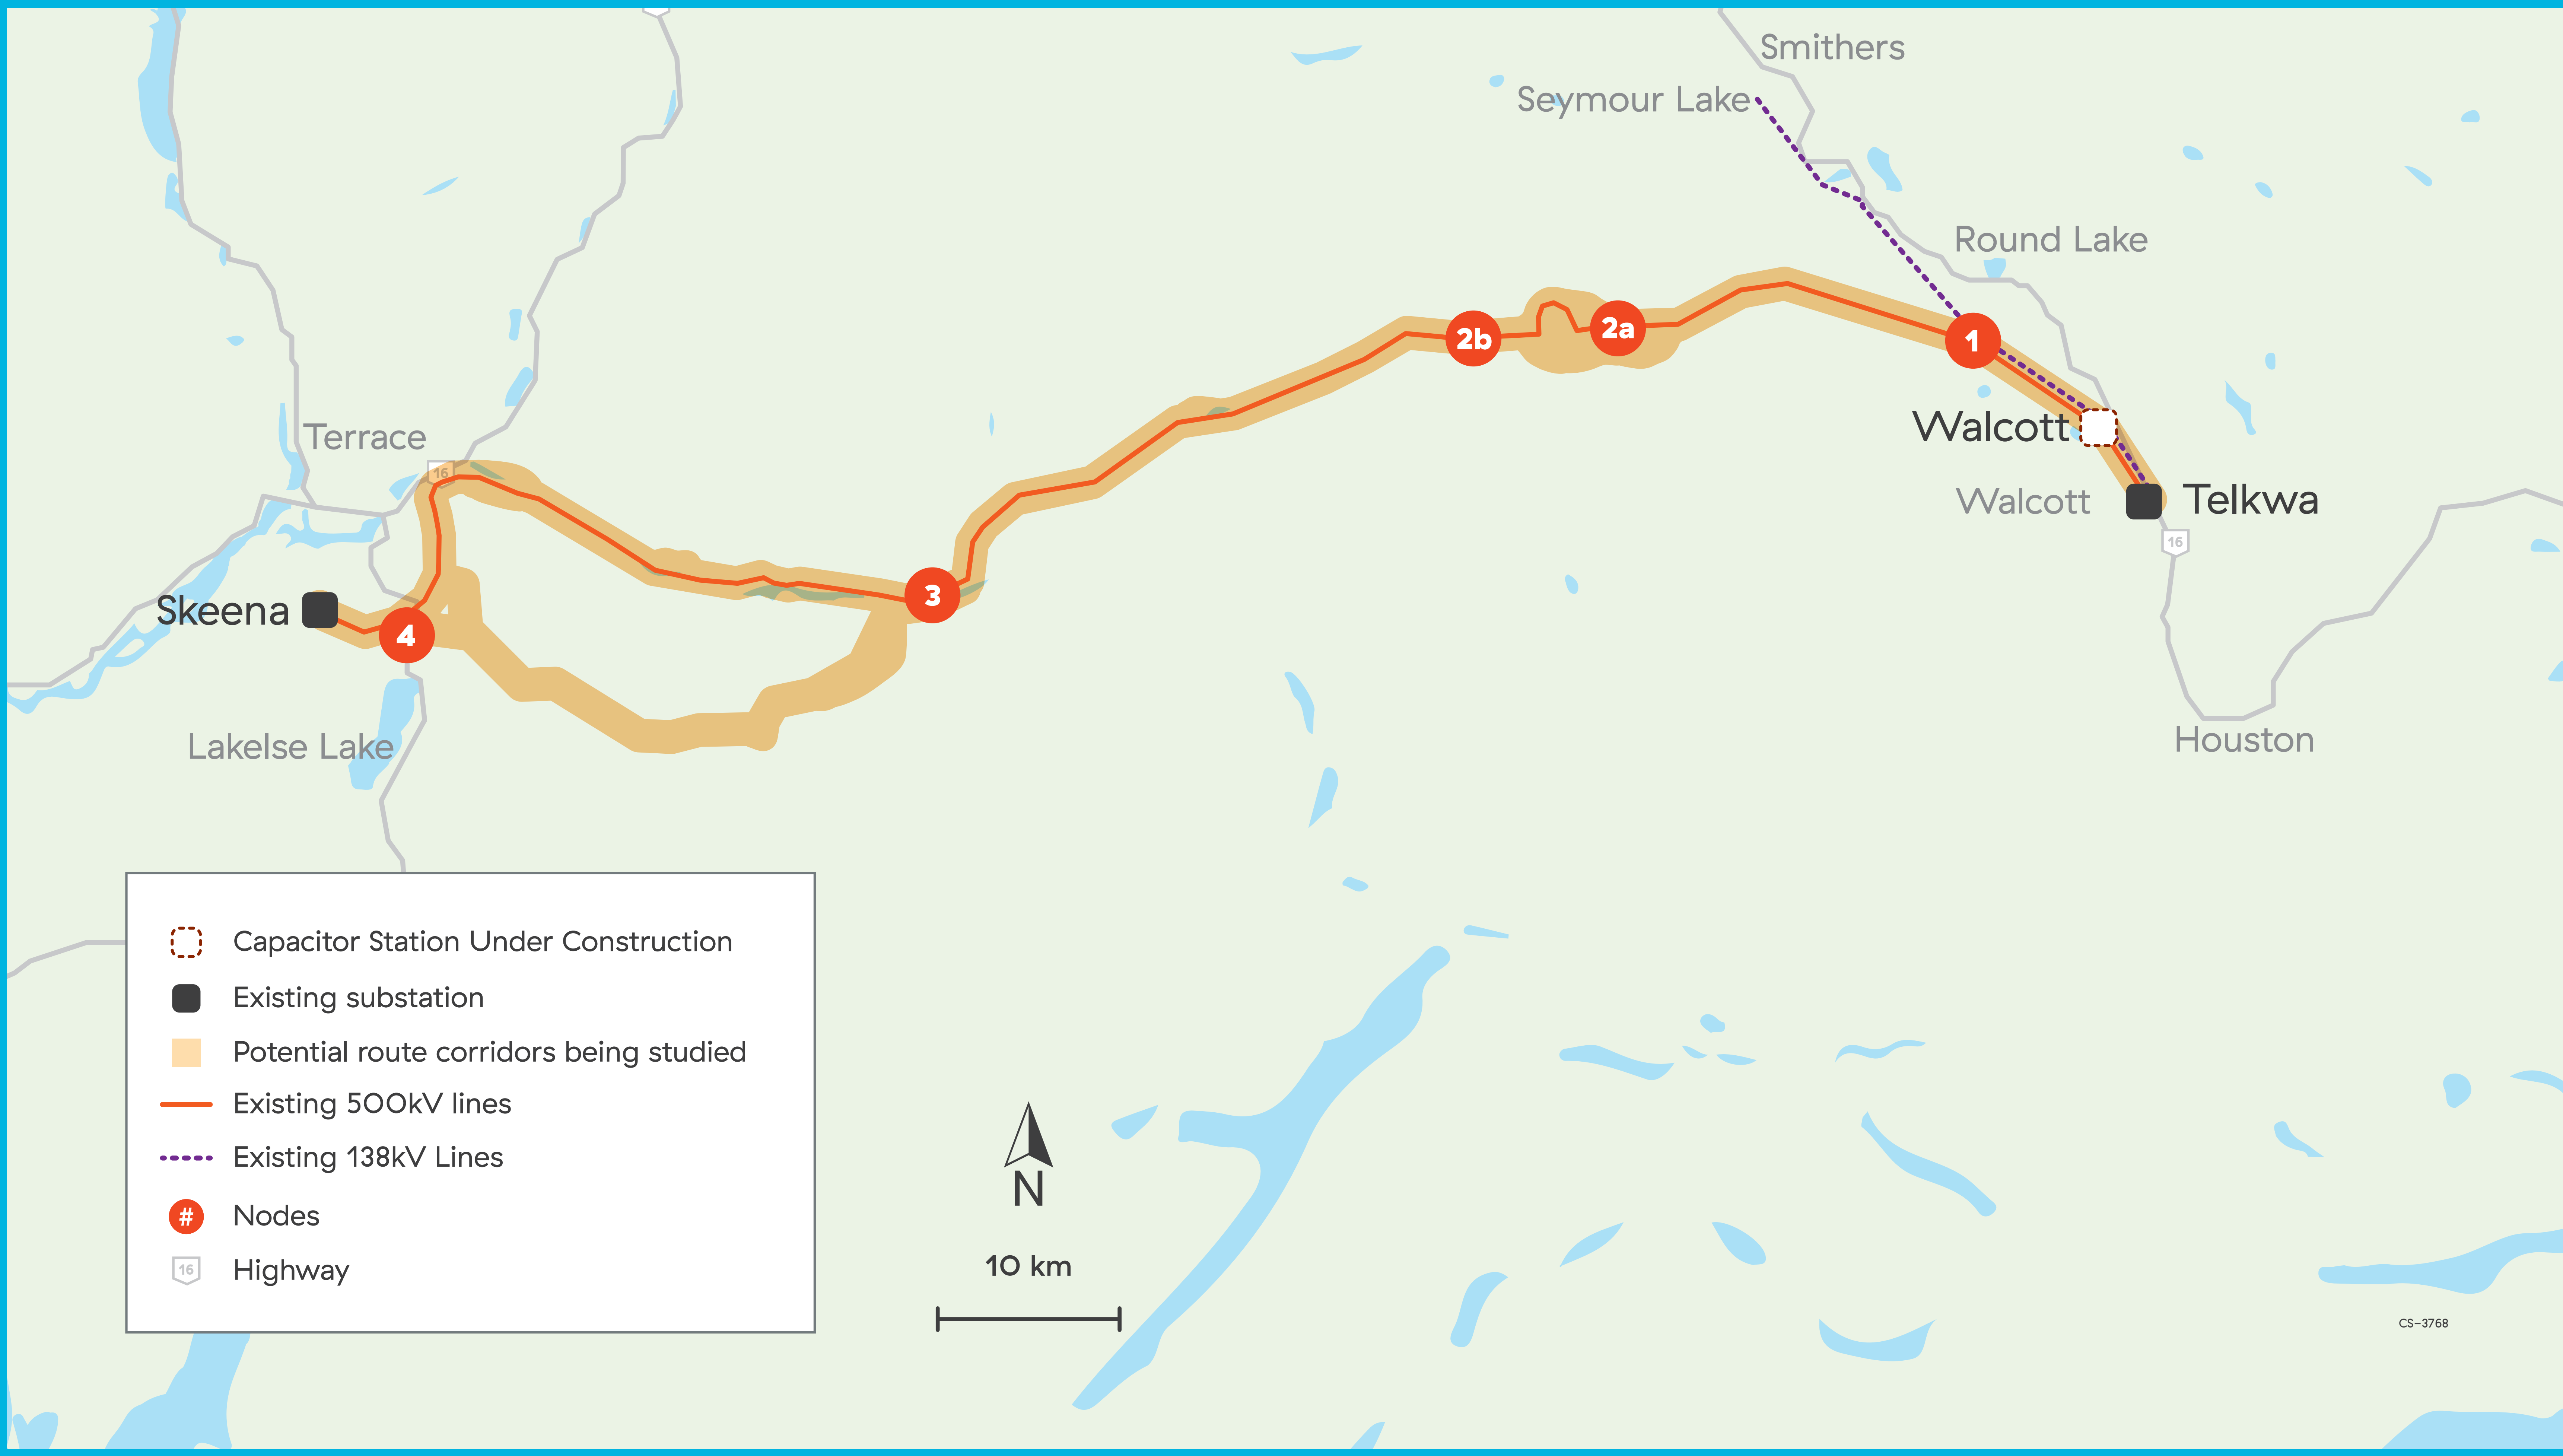 Smithers
Seymour Lake
Round Lake
2b
2a
1
Terrace
16
Walcott
Walcott
Telkwa
16
3
Skeena
4
Lakelse Lake
Houston
Capacitor Station Under Construction
Existing substation
Potential route corridors being studied
Existing 500kV lines
Existing 138kV Lines
# Nodes
16 Highway
N
10 km
CS-3768